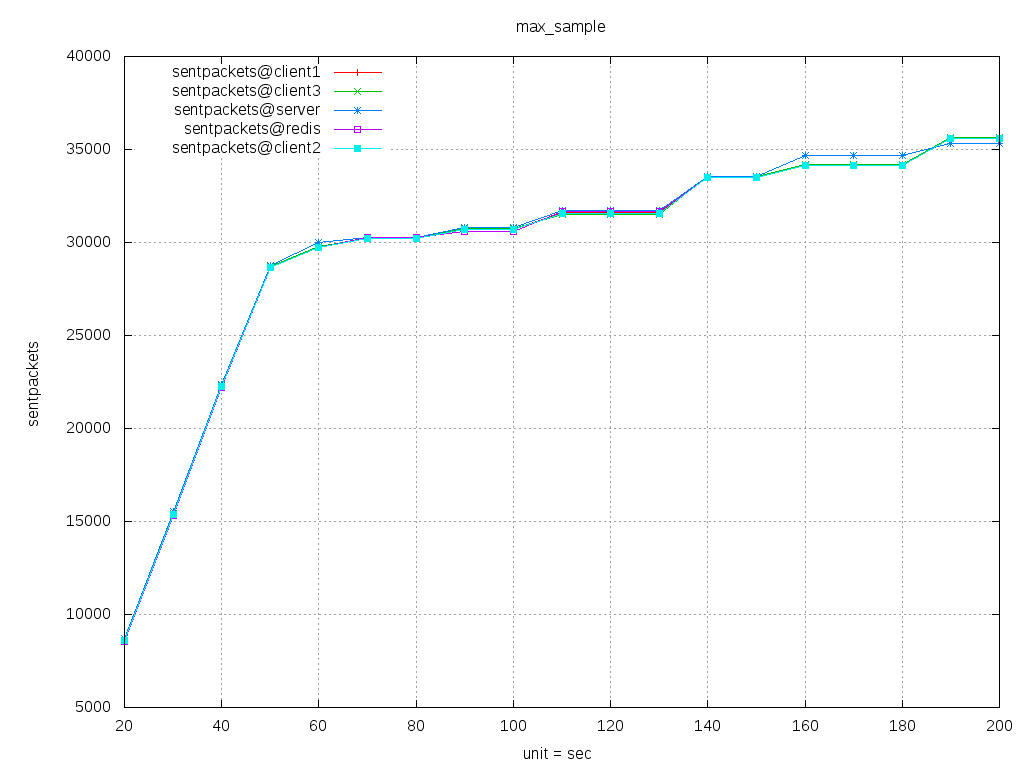 max_sample
40000
35000
30000
25000
20000
15000
10000
5000
sentpackets
sentpackets@client1
sentpackets@client3
sentpackets@server
sentpackets@redis
sentpackets@client2
20 40 60 80 100 120 140 160 180 200
unit = sec